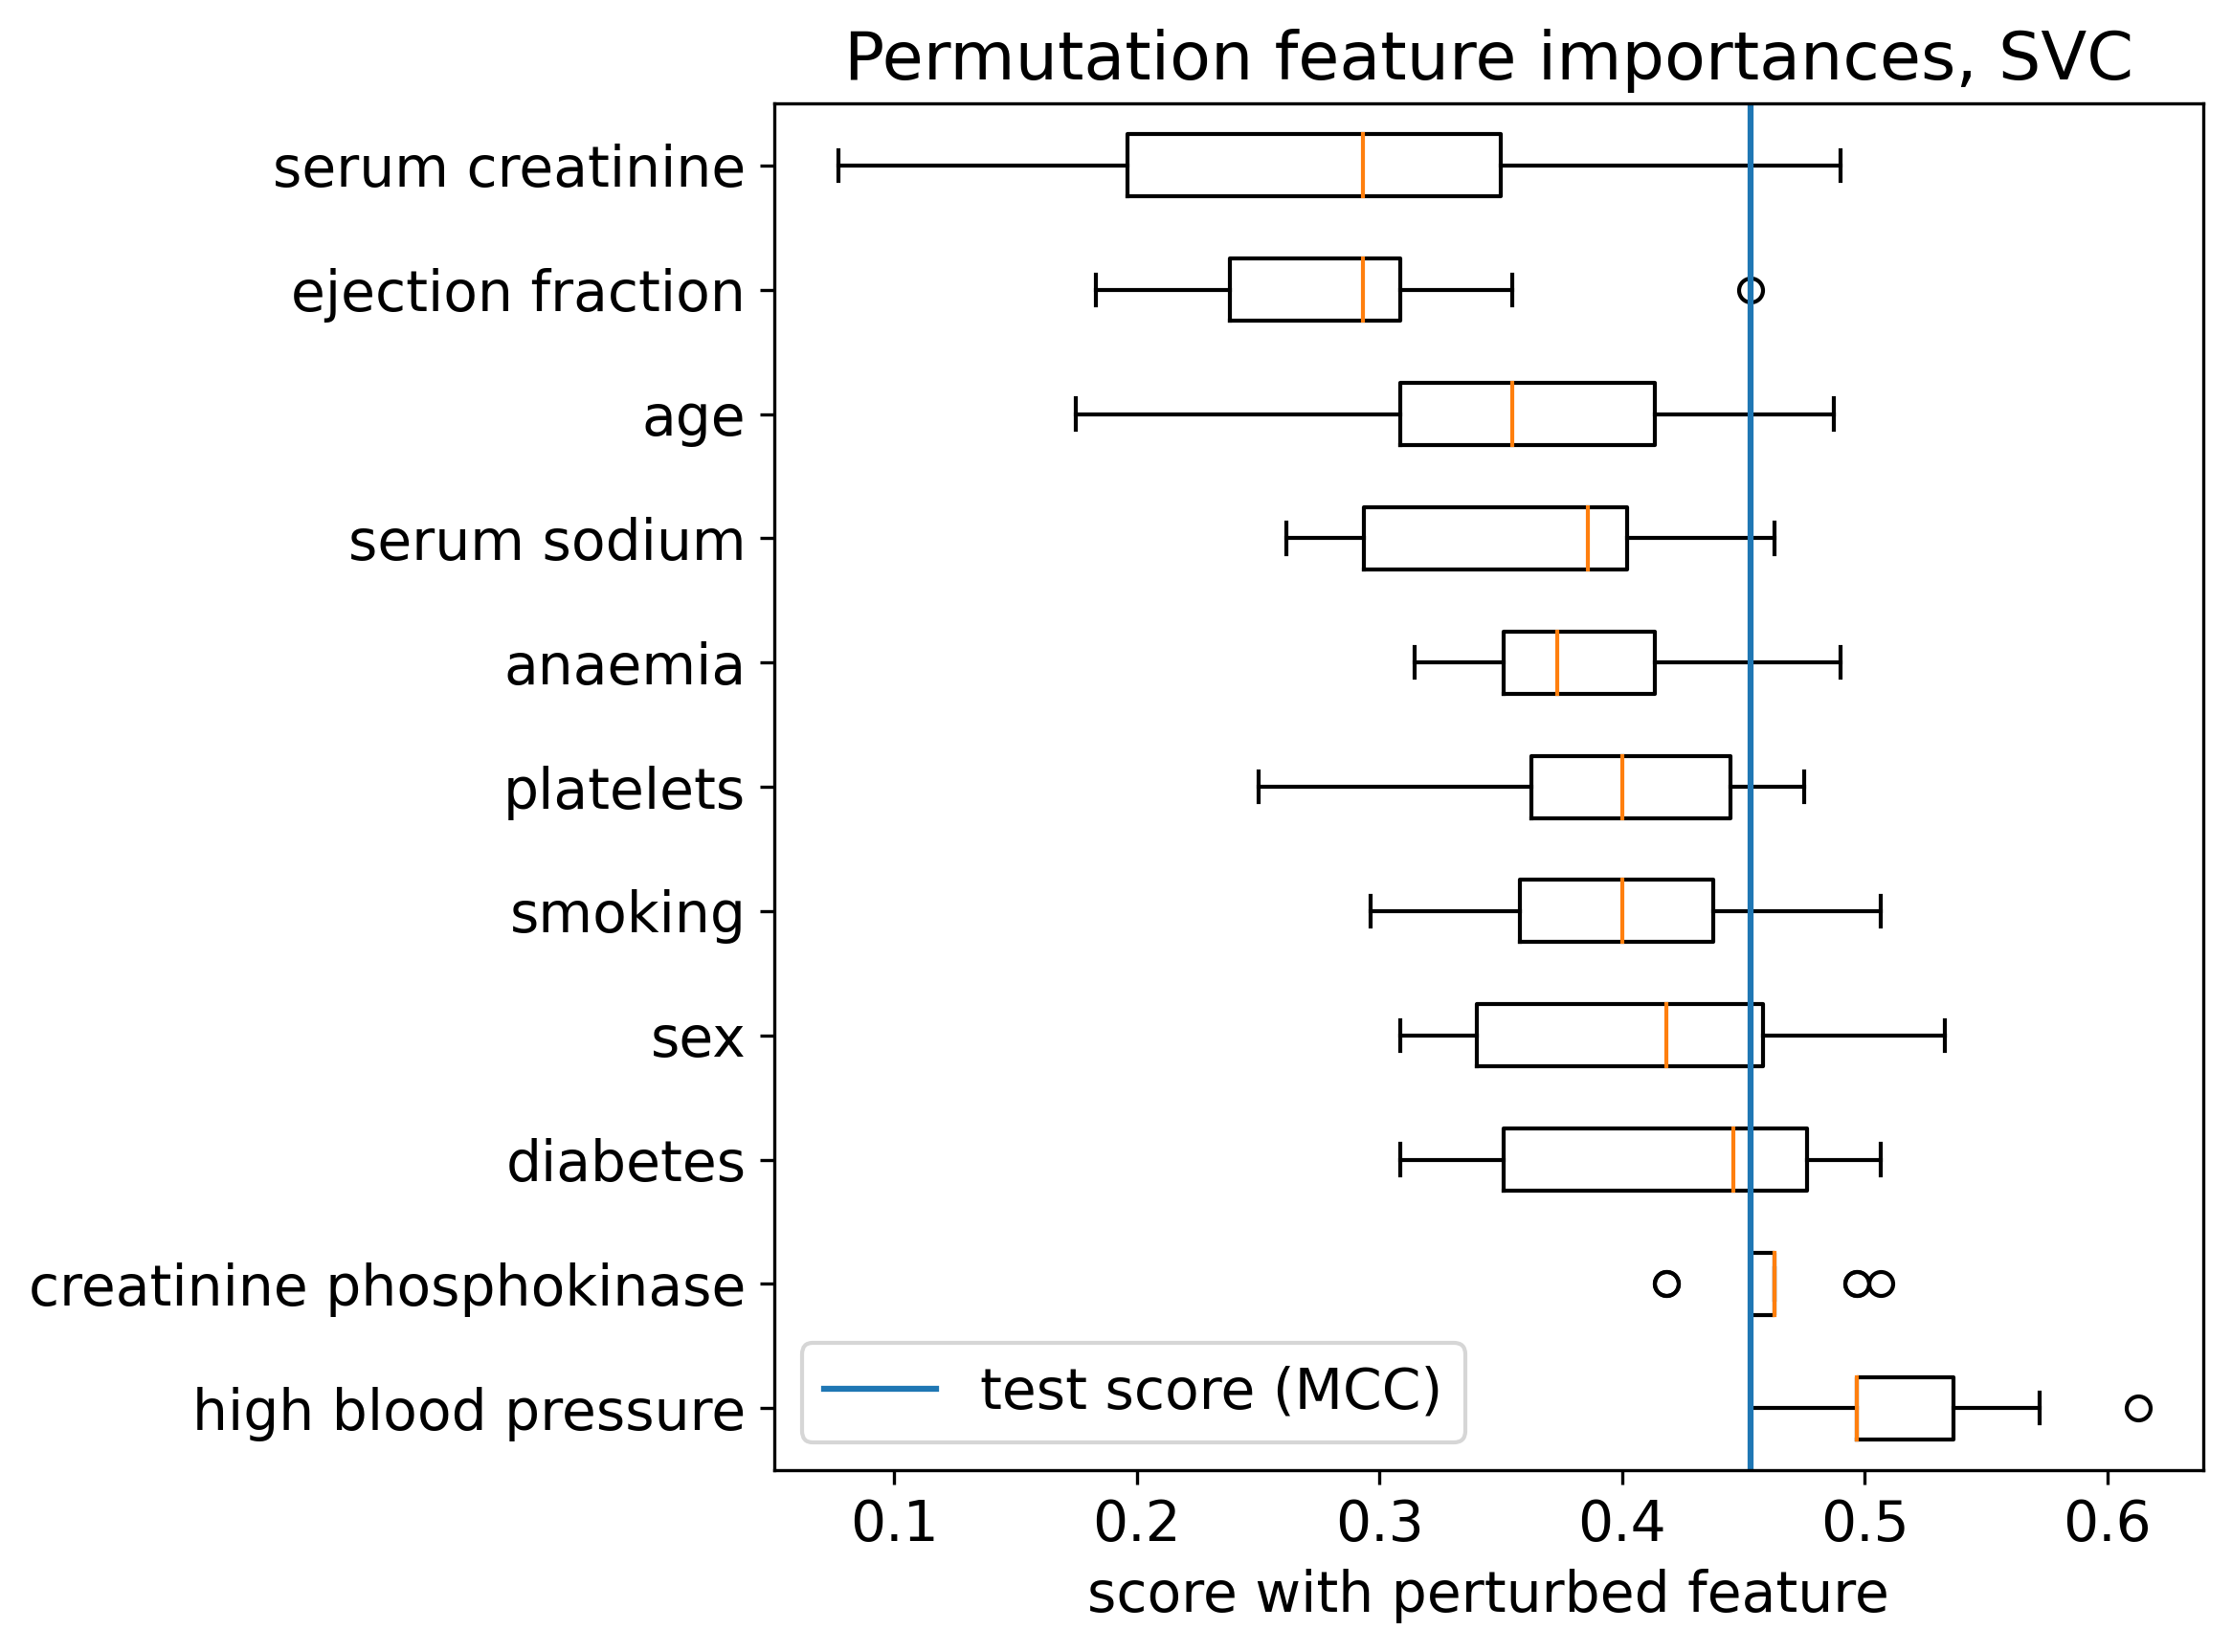 Permutation feature importances, SVC
serum creatinine
ejection fraction
age
serum sodium
anaemia
platelets
smoking
sex
diabetes
creatinine phosphokinase
high blood pressure
test score (MCC)
0.1 0.2 0.3 0.4 0.5 0.6
score with perturbed feature